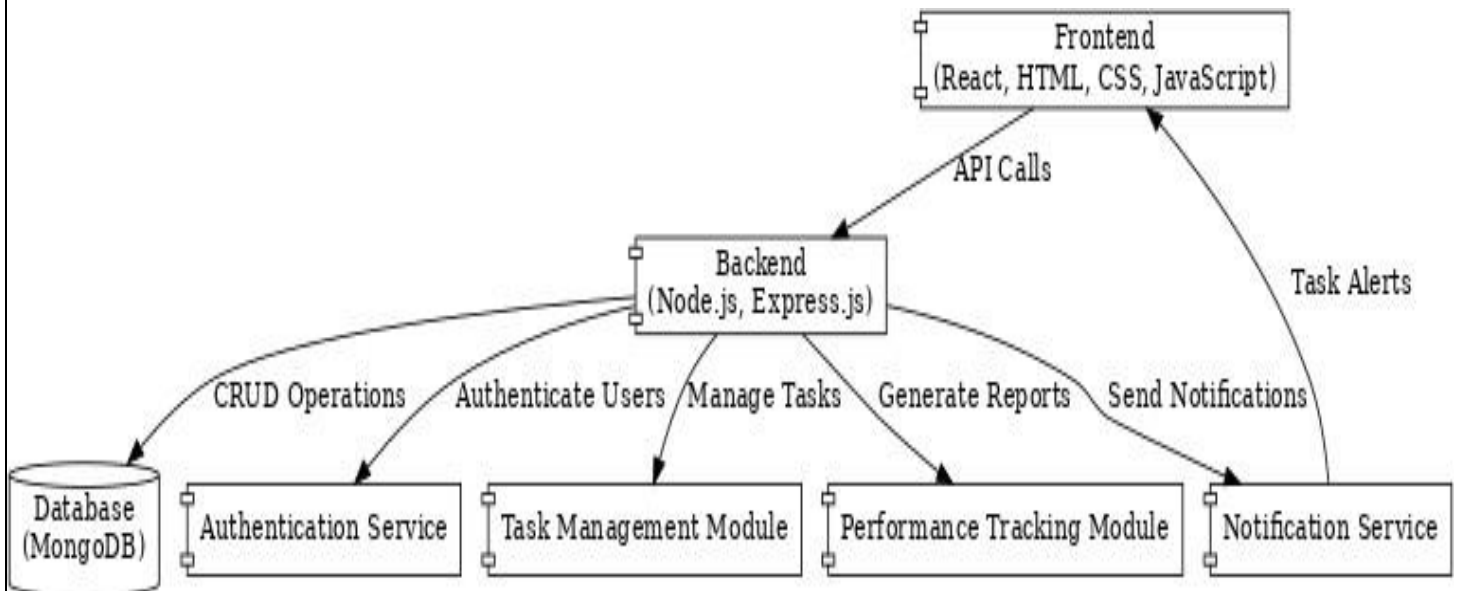 Frontend
(React, HTML, CSS, JavaScript)
API Calls
Backend
(Node.js, Express.js)
Task Alerts
CRUD Operations
Authenticate Users
Manage Tasks
Generate Reports
Send Notifications
Database
(MongoDB)
Authentication Service
Task Management Module
Performance Tracking Module
Notification Service